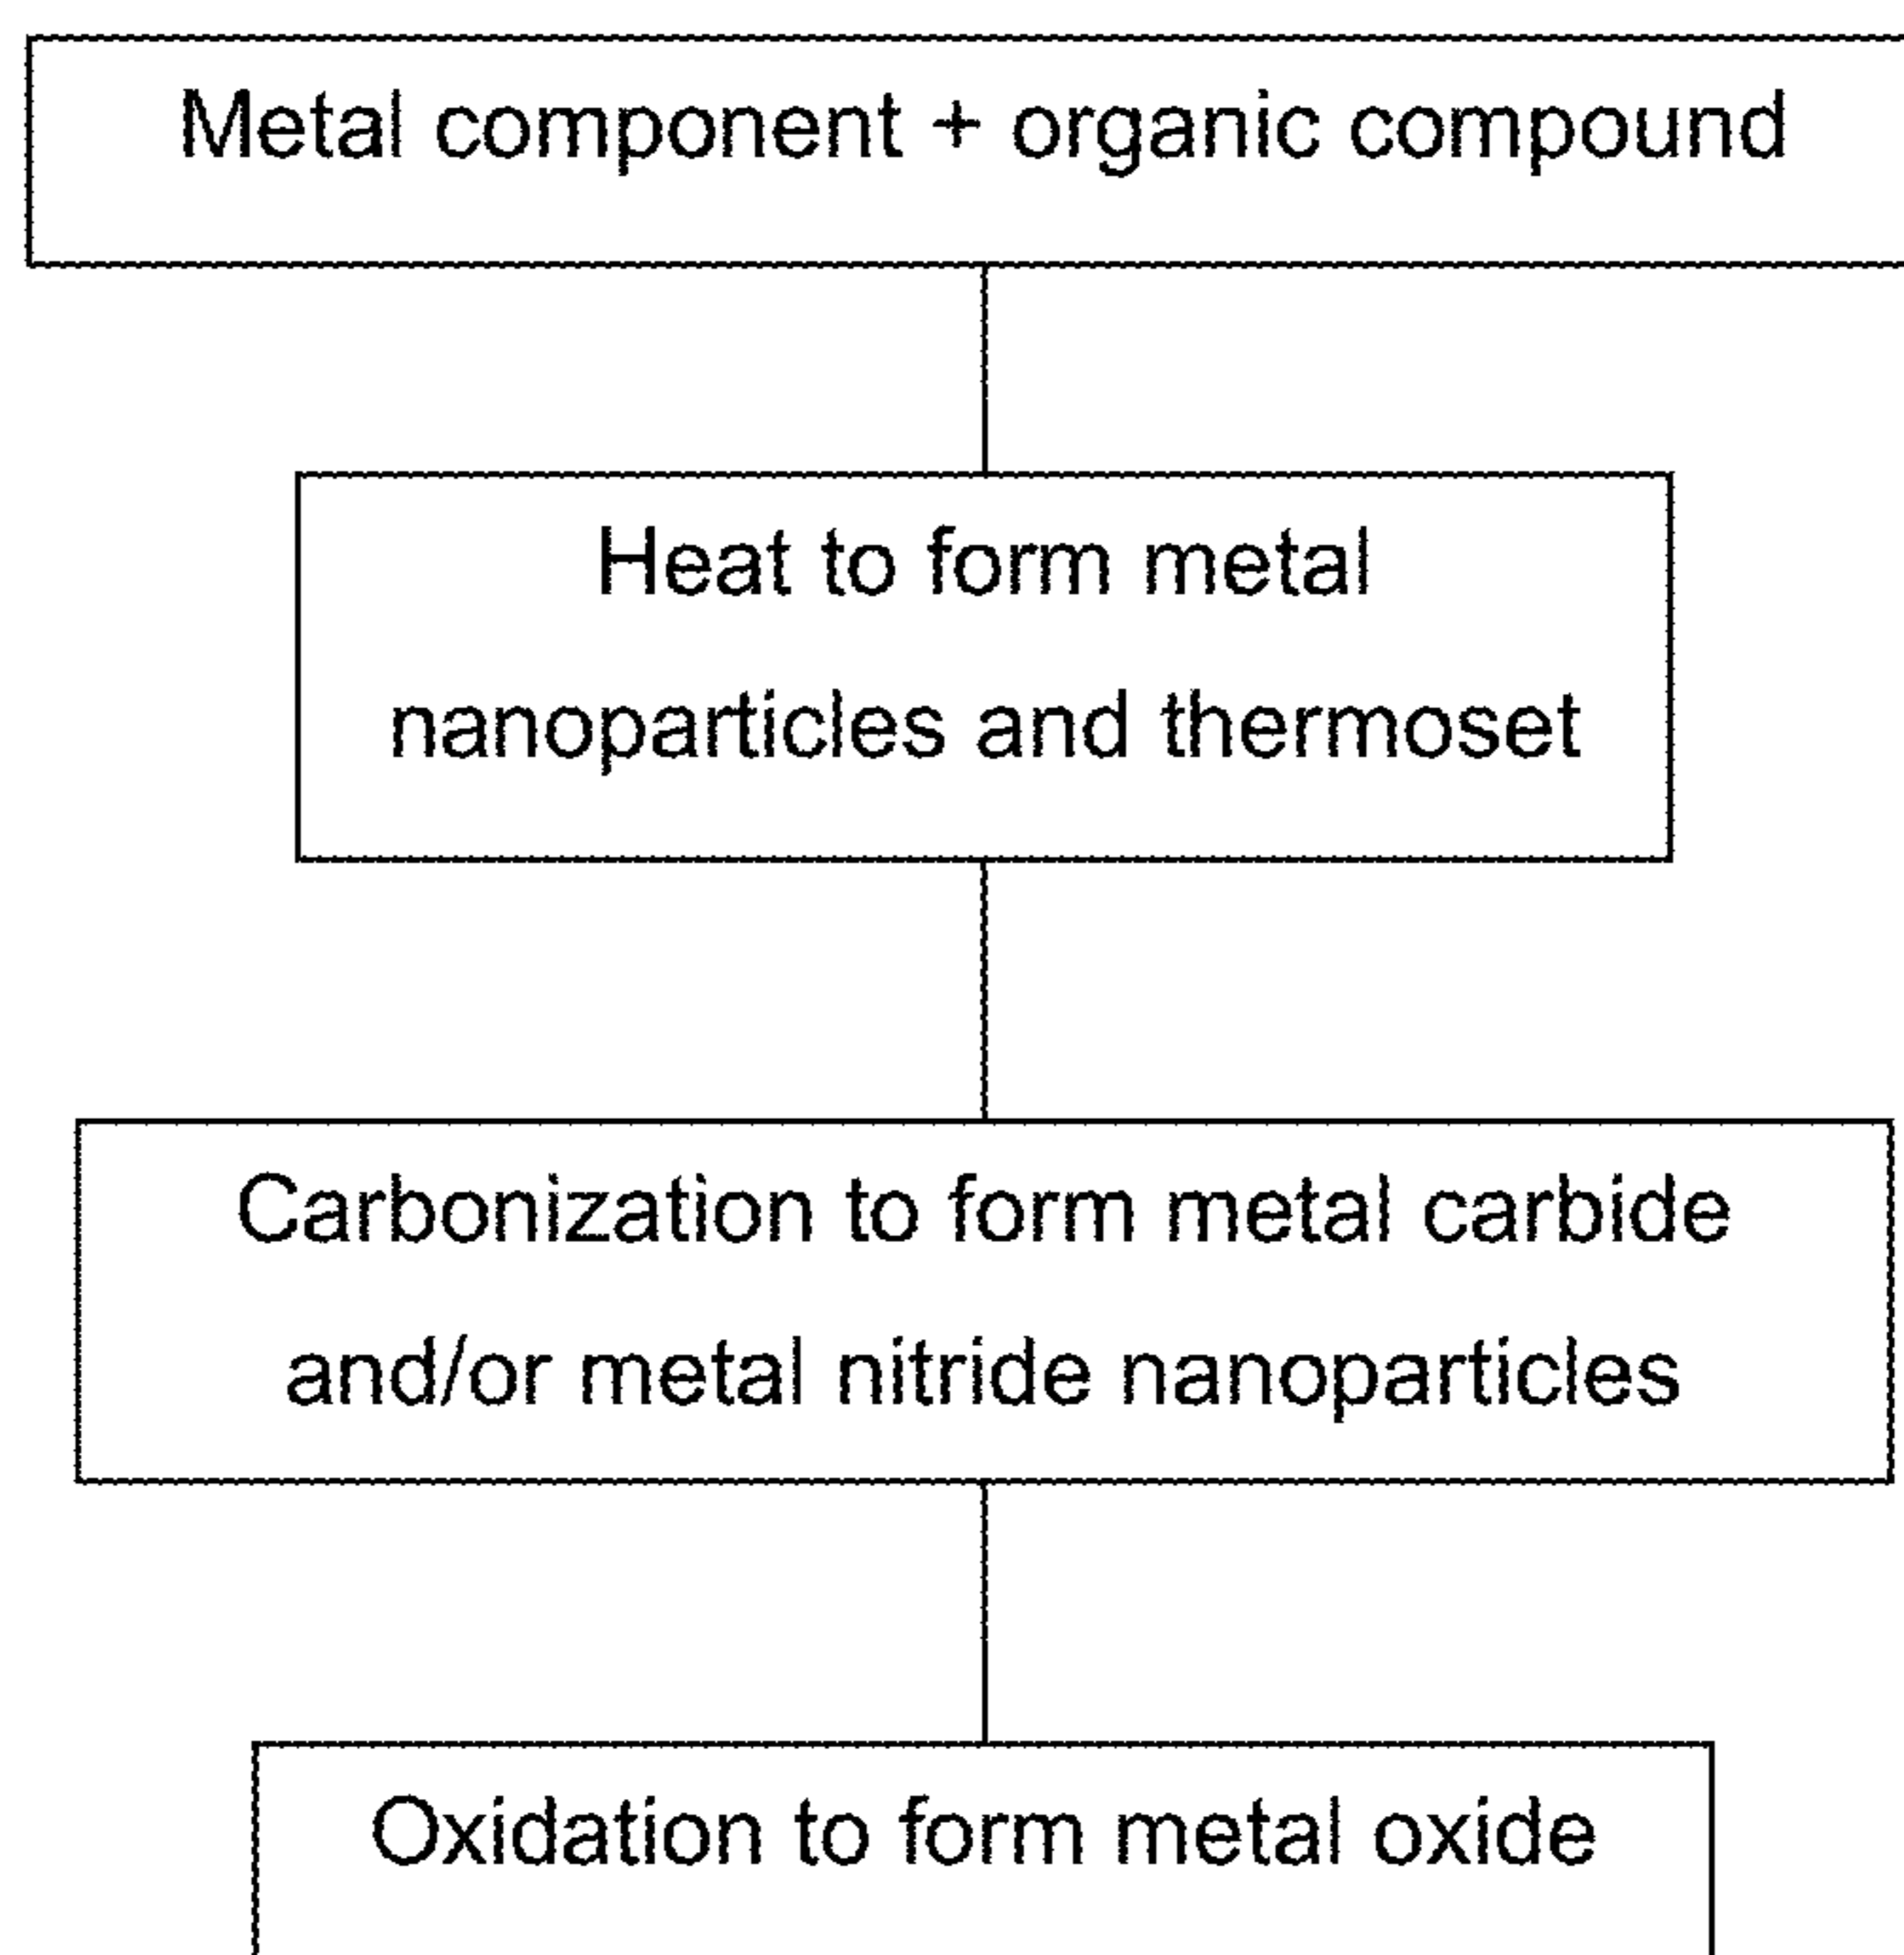 Metal component + organic compound
Heat to form metal
nanoparticles and thermoset
Carbonization to form metal carbide
and/or metal nitride nanoparticles
Oxidation to form metal oxide